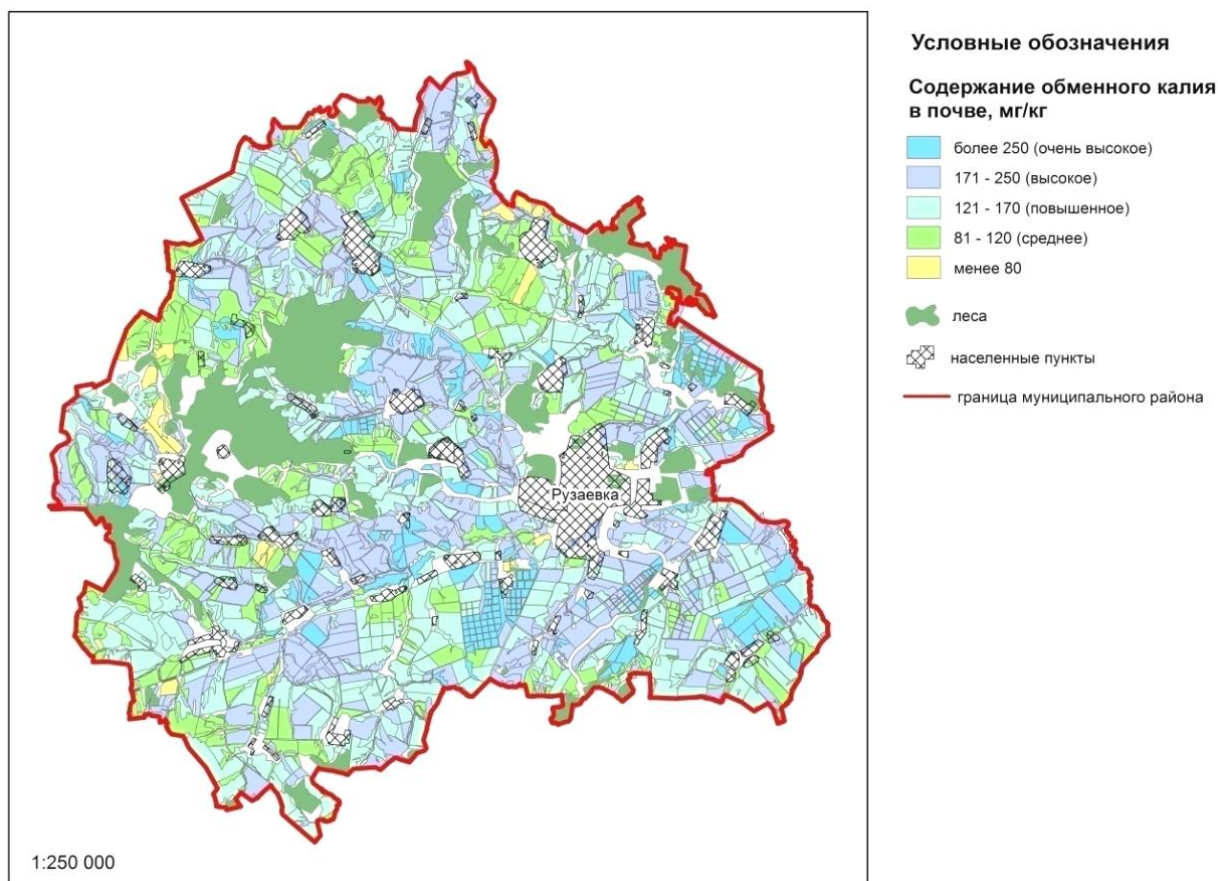 Условные обозначения
Содержание обменного калия
в почве, мг/кг
более 250 (очень высокое)
171 - 250 (высокое)
121 - 170 (повышенное)
81 - 120 (среднее)
менее 80
леса
населенные пункты
граница муниципального района
Рузаевка
1:250 000